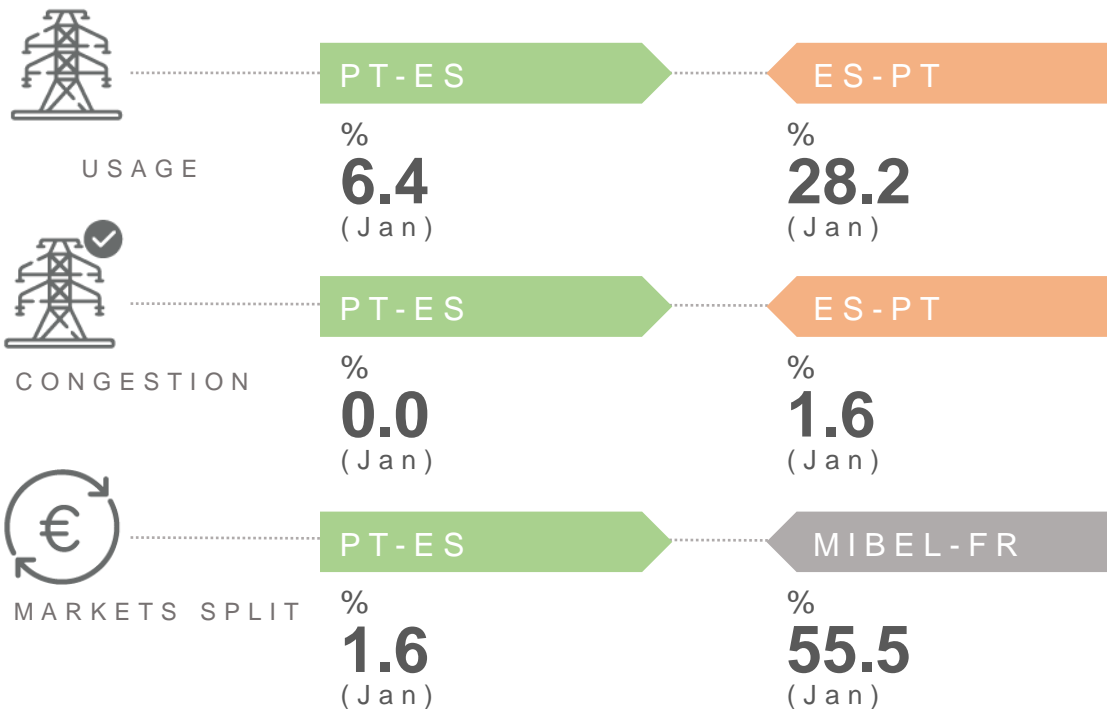 PT-ES
ES-PT
USAGE
%
6.4
(Jan)
%
28.2
(Jan)
PT-ES
ES-PT
CONGESTION
%
0.0
(Jan)
%
1.6
(Jan)
€
PT-ES
MIBEL-FR
MARKETS SPLIT
%
1.6
(Jan)
%
55.5
(Jan)